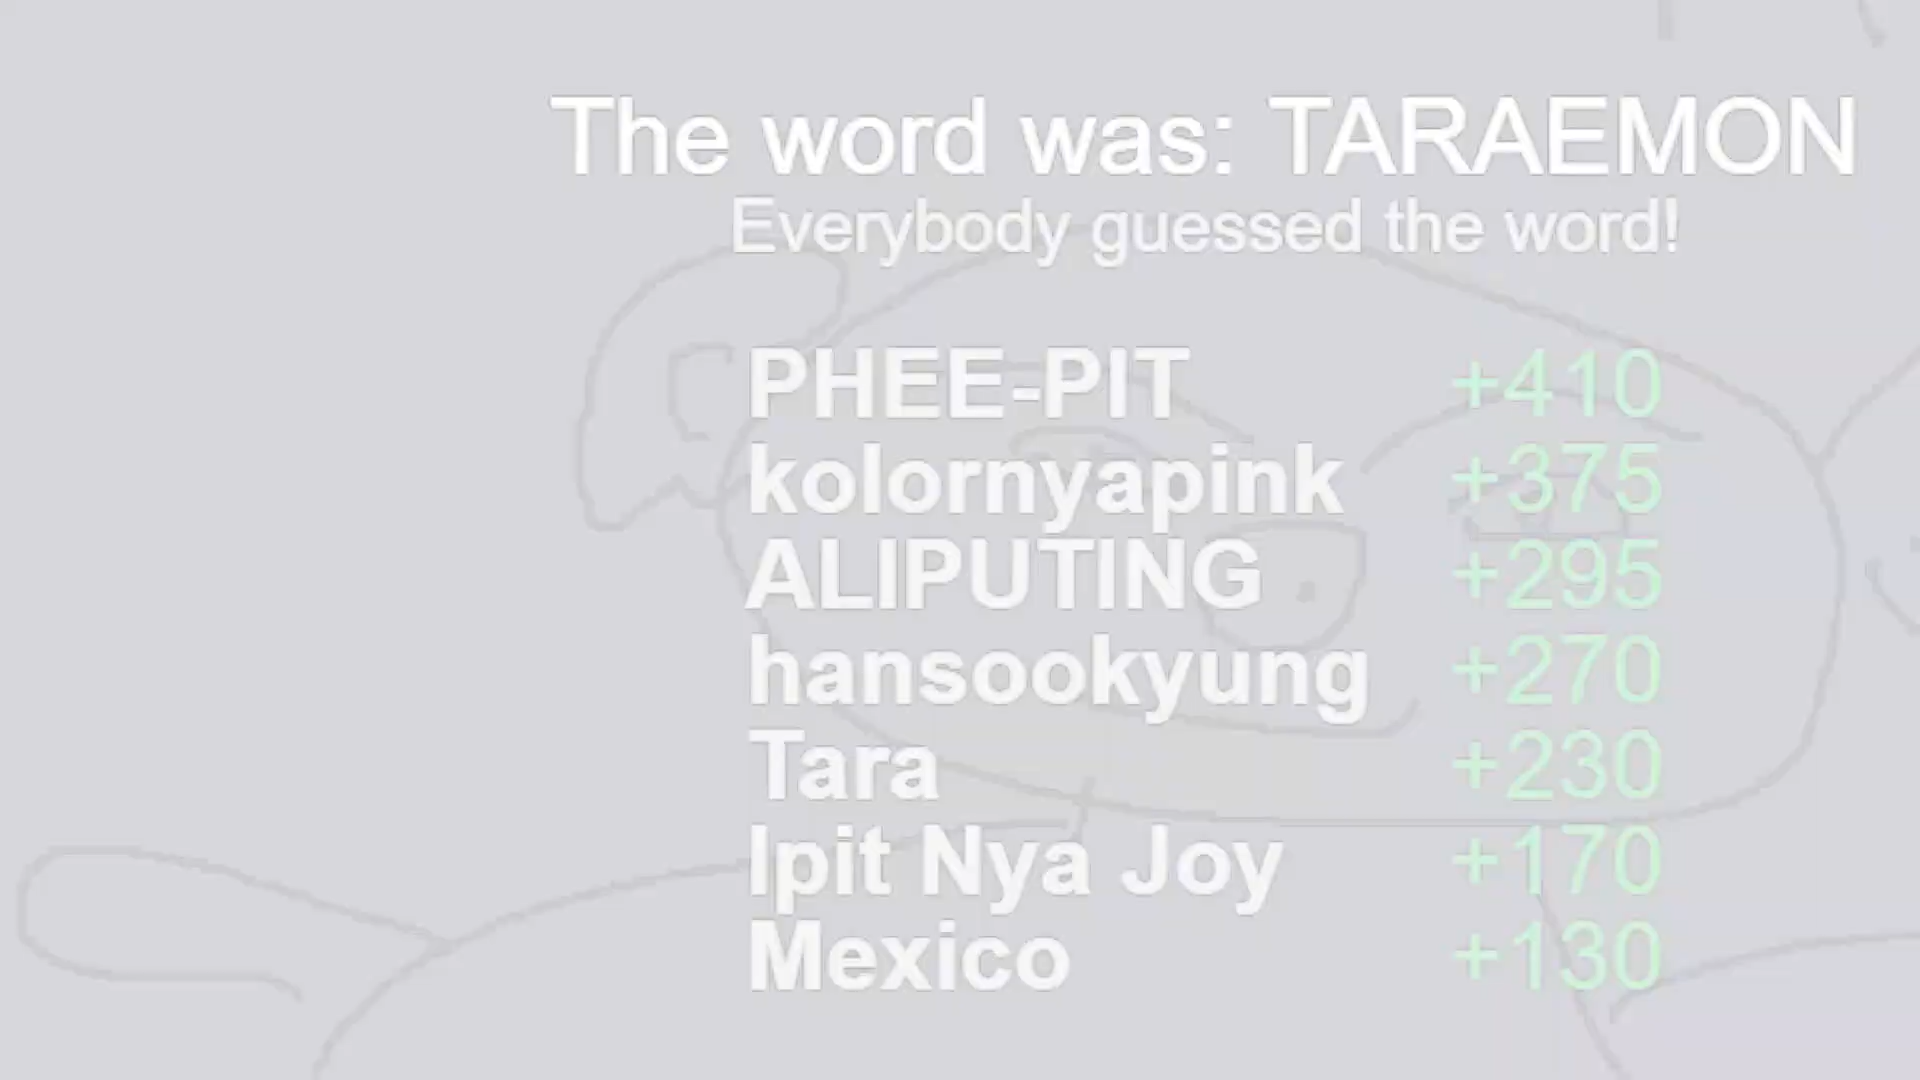 The word was: TARAEMON
Everybody guessed the word!
PHEE-PIT +410
kolornyapink +375
ALIPUTING +295
hansookyung +270
Tara +230
Ipit Nya Joy +170
Mexico +130